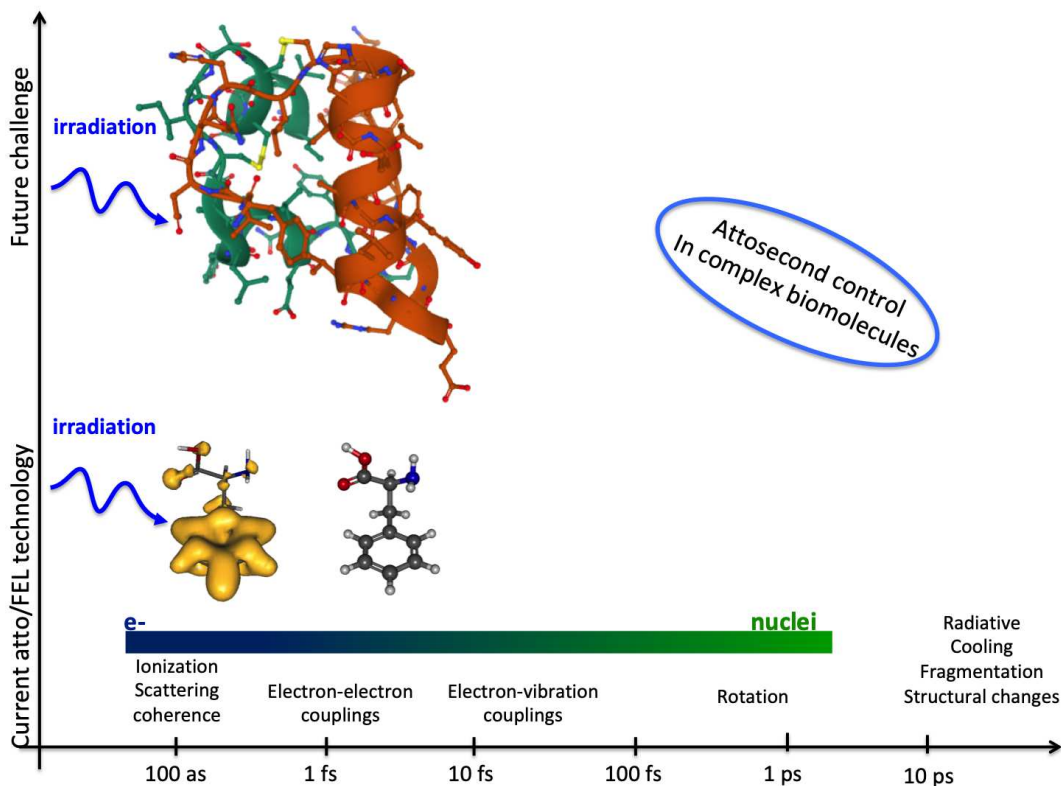 Future challenge
irradiation
Attosecond control
In complex biomolecules
Current atto/FEL technology
irradiation
e-
nuclei
Ionization
Scattering
coherence
Electron-electron
couplings
Electron-vibration
couplings
Rotation
Radiative
Cooling
Fragmentation
Structural changes
100 as
1 fs
10 fs
100 fs
1 ps
10 ps